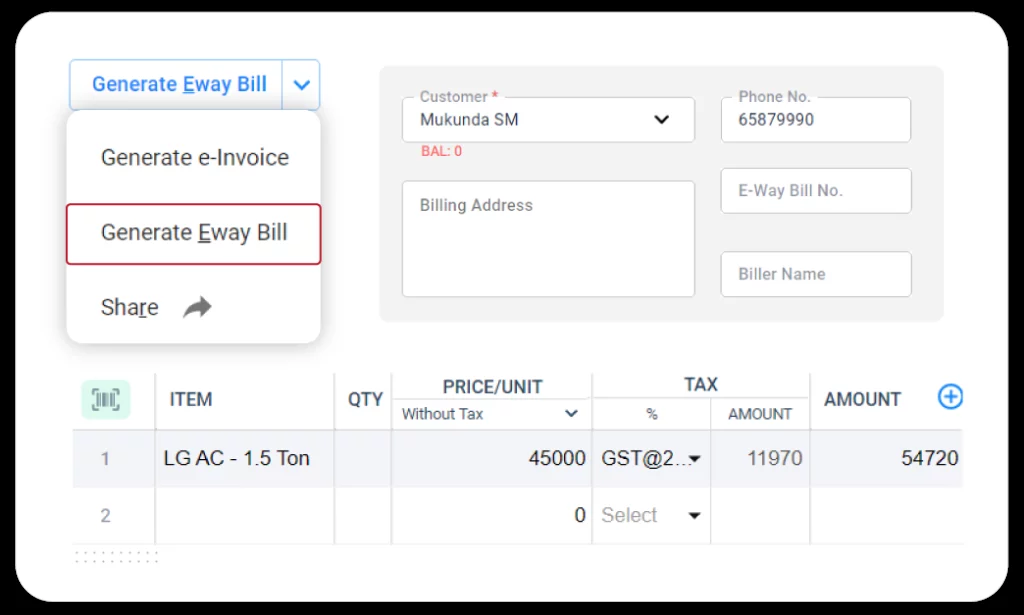 Generate Eway Bill
Generate e-Invoice
Generate Eway Bill
Share
Customer *
Mukunda SM
BAL: 0
Billing Address
Phone No.
65879990
E-Way Bill No.
Biller Name
ITEM QTY PRICE/UNIT TAX AMOUNT
Without Tax % AMOUNT
1 LG AC - 1.5 Ton 45000 GST@2... 11970 54720
2 0 Select